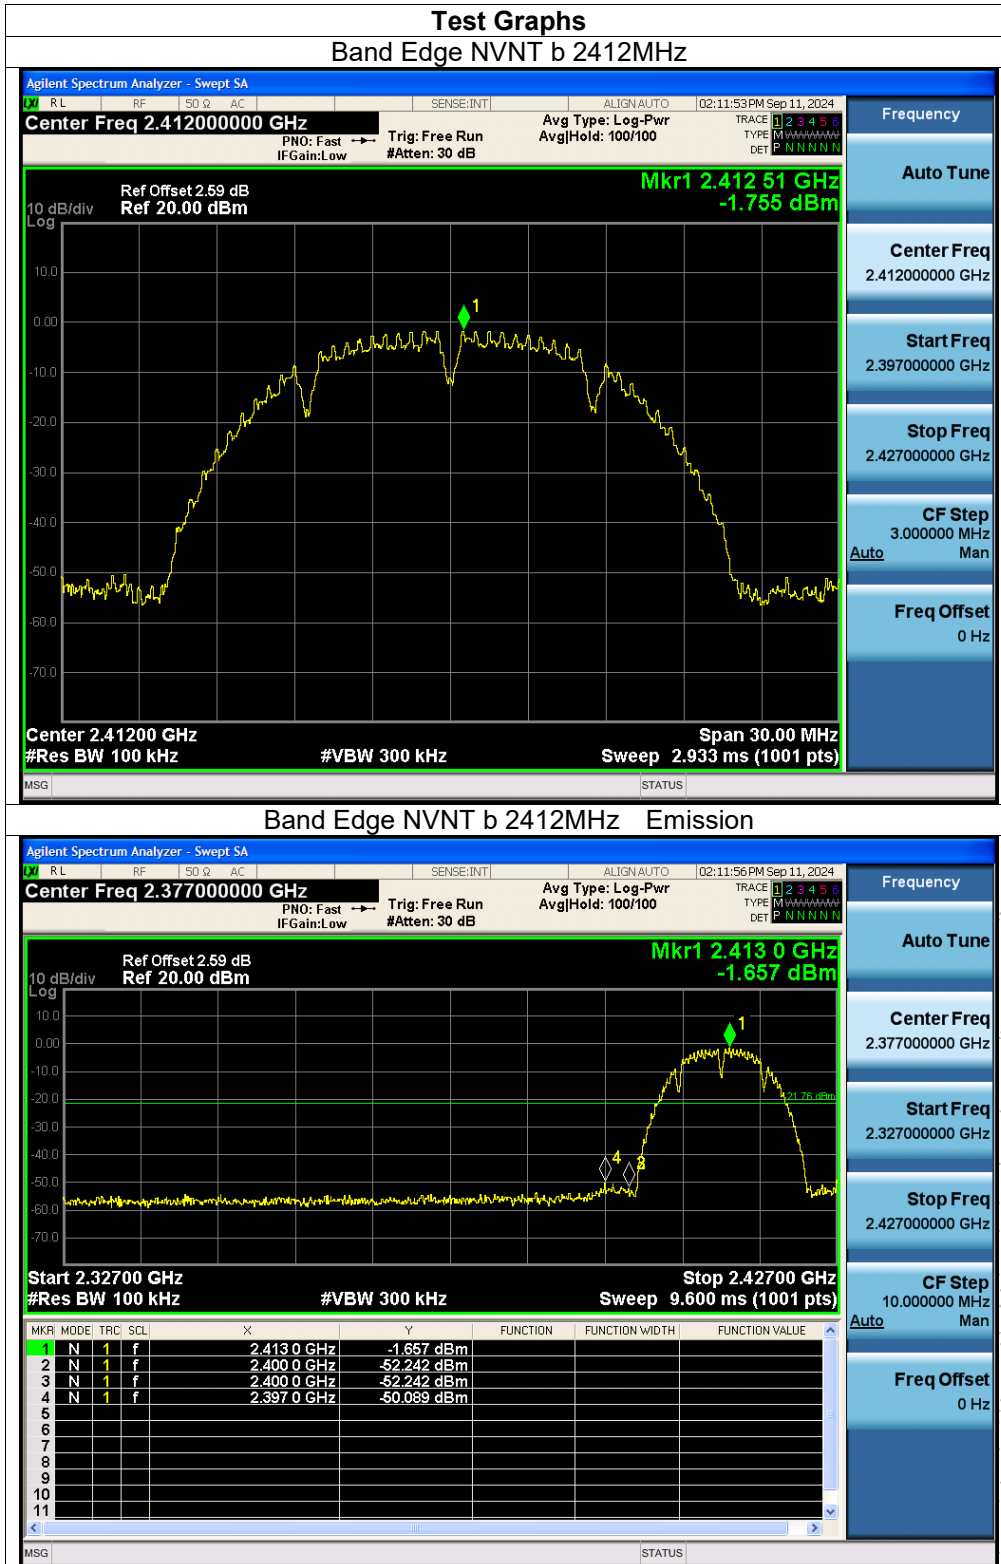 Test Graphs
Band Edge NVNT b 2412MHz
Agilent Spectrum Analyzer - Swept SA
LXI RL RF 50 Ω AC SENSE:INT ALIGN AUTO 02:11:53 PM Sep 11, 2024
Center Freq 2.412000000 GHz Avg Type: Log-Pwr TRACE 1 2 3 4 5 6
PNO: Fast Trig: Free Run Avg|Hold: 100/100 TYPE M WWWWW
IFGain:Low #Atten: 30 dB DET P N N N N N
Mkr1 2.412 51 GHz
-1.755 dBm
Ref Offset 2.59 dB
10 dB/div Ref 20.00 dBm
Log
10.0
0.00
-10.0
-20.0
-30.0
-40.0
-50.0
-60.0
-70.0
1
Center 2.41200 GHz Span 30.00 MHz
#Res BW 100 kHz #VBW 300 kHz Sweep 2.933 ms (1001 pts)
MSG STATUS
Frequency
Auto Tune
Center Freq
2.412000000 GHz
Start Freq
2.397000000 GHz
Stop Freq
2.427000000 GHz
CF Step
3.000000 MHz
Auto Man
Freq Offset
0 Hz
Band Edge NVNT b 2412MHz Emission
Agilent Spectrum Analyzer - Swept SA
LXI RL RF 50 Ω AC SENSE:INT ALIGN AUTO 02:11:56 PM Sep 11, 2024
Center Freq 2.377000000 GHz Avg Type: Log-Pwr TRACE 1 2 3 4 5 6
PNO: Fast Trig: Free Run Avg|Hold: 100/100 TYPE M WWWWW
IFGain:Low #Atten: 30 dB DET P N N N N N
Mkr1 2.413 0 GHz
-1.657 dBm
Ref Offset 2.59 dB
10 dB/div Ref 20.00 dBm
Log
10.0
0.00
-10.0
-20.0
-30.0
-40.0
-50.0
-60.0
-70.0
1
-21.76 dBm
4
Start 2.32700 GHz Stop 2.42700 GHz
#Res BW 100 kHz #VBW 300 kHz Sweep 9.600 ms (1001 pts)
MKR MODE TRC SCL X Y FUNCTION FUNCTION WIDTH FUNCTION VALUE
1 N 1 f 2.413 0 GHz -1.657 dBm
2 N 1 f 2.400 0 GHz -52.242 dBm
3 N 1 f 2.400 0 GHz -52.242 dBm
4 N 1 f 2.397 0 GHz -50.089 dBm
5
6
7
8
9
10
11
MSG STATUS
Frequency
Auto Tune
Center Freq
2.377000000 GHz
Start Freq
2.327000000 GHz
Stop Freq
2.427000000 GHz
CF Step
10.000000 MHz
Auto Man
Freq Offset
0 Hz